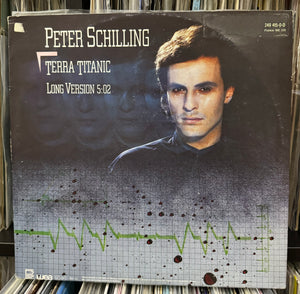 PETER SCHILLING
TERRA TITANIC
LONG VERSION 5:02